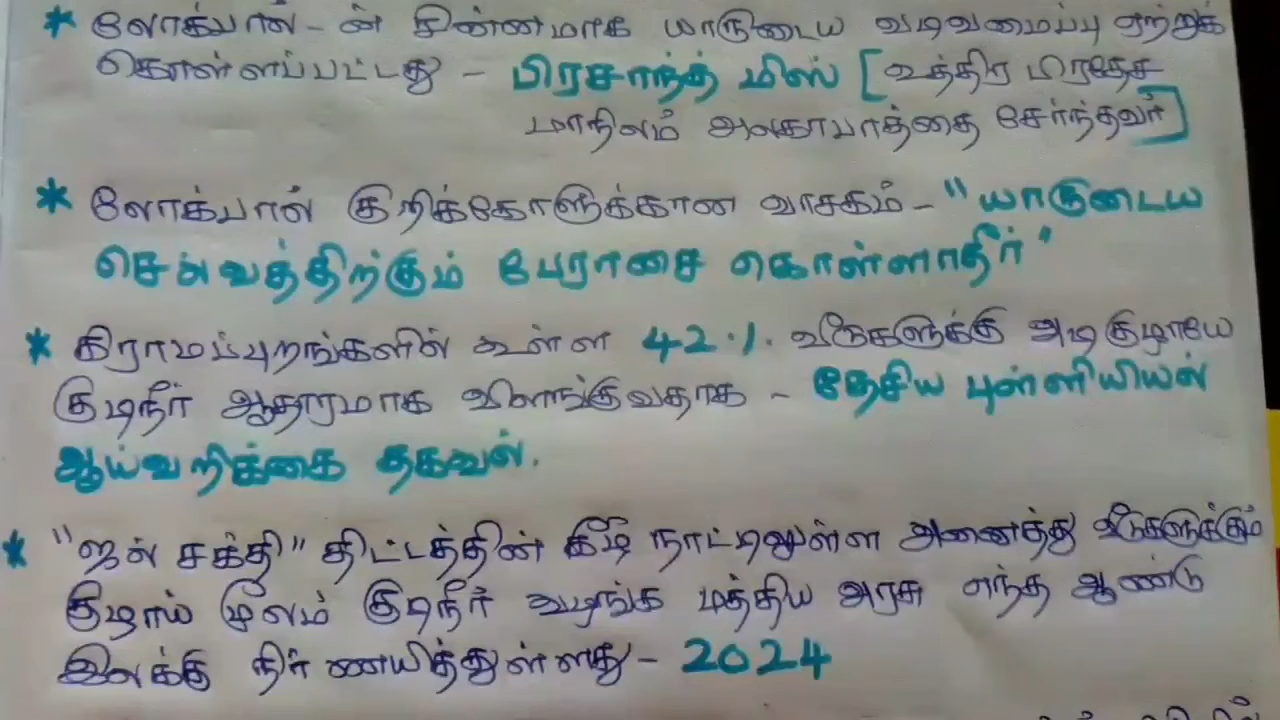 * லோக்பால் - ன் சின்னமாக யாருடைய வடிவமைப்பு ஏற்றுக்
கொள்ளப்பட்டது - பிரசாந்த் மிஸ் [உத்திர பிரதேச
மாநிலம் அலகாபாத்தை சேர்ந்தவர்]
* லோக்பால் குறிக்கோளுக்கான வாசகம் - "யாருடைய
செல்வத்திற்கும் பேராசை கொள்ளாதீர்"
* கிராமப்புறங்களில் உள்ள 42.1. வீடுகளுக்கு அடி குழாயே
குடிநீர் ஆதாரமாக விளங்குவதாக - தேசிய புள்ளியியல்
ஆய்வறிக்கை தகவல்.
* "ஜல் சக்தி" திட்டத்தின் கீழ் நாட்டிலுள்ள அனைத்து வீடுகளுக்கும்
குழாய் மூலம் குடிநீர் வழங்க மத்திய அரசு எந்த ஆண்டு
இலக்கு நிர்ணயித்துள்ளது - 2024